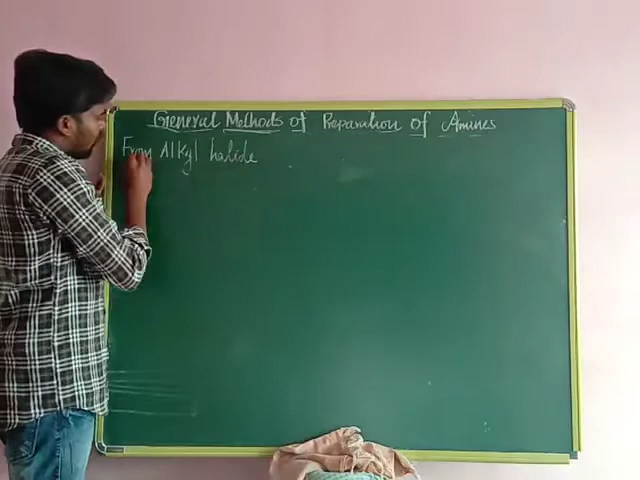 General Methods of Preparation of Amines
From Alkyl halide